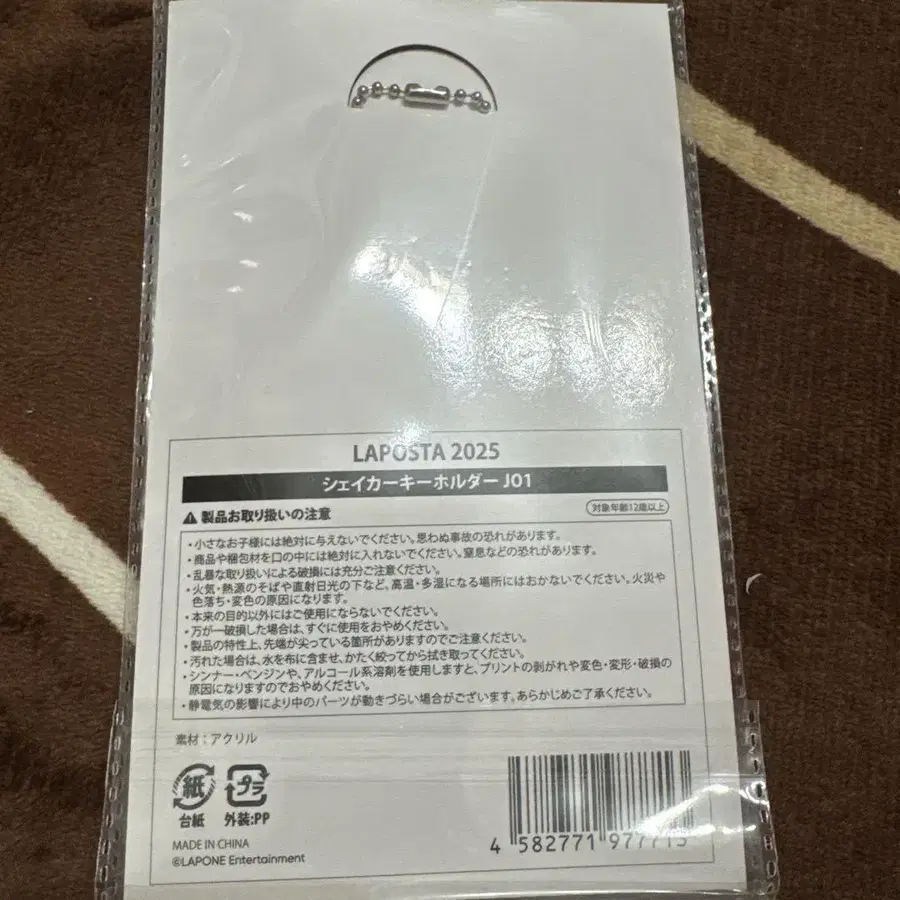 LAPOSTA 2025
シェイカーキーホルダー JO1
製品お取り扱いの注意
対象年齢12歳以上
・小さなお子様には絶対に与えないでください。思わぬ事故の恐れがあります。
・商品や梱包材を口の中には絶対に入れないでください。窒息などの恐れがあります。
・乱暴な取り扱いによる破損には充分ご注意ください。
・火気・熱源のそばや直射日光の下など、高温・多湿になる場所にはおかないでください。火災や
色落ち・変色の原因になります。
・本来の目的以外にはご使用にならないでください。
・万が一破損した場合は、すぐに使用をおやめください。
・製品の特性上、先端が尖っている箇所がありますのでご注意ください。
・汚れた場合は、水を布に含ませ、かたく絞ってから拭き取ってください。
・シンナー・ベンジンや、アルコール系溶剤を使用しますと、プリントの剥がれや変色・変形・破損の
原因になりますのでおやめください。
・静電気の影響により中のパーツが動きづらい場合がございます。あらかじめご了承ください。
素材：アクリル
紙 プラ
台紙 外装:PP
MADE IN CHINA
©LAPONE Entertainment
4 582771 977713